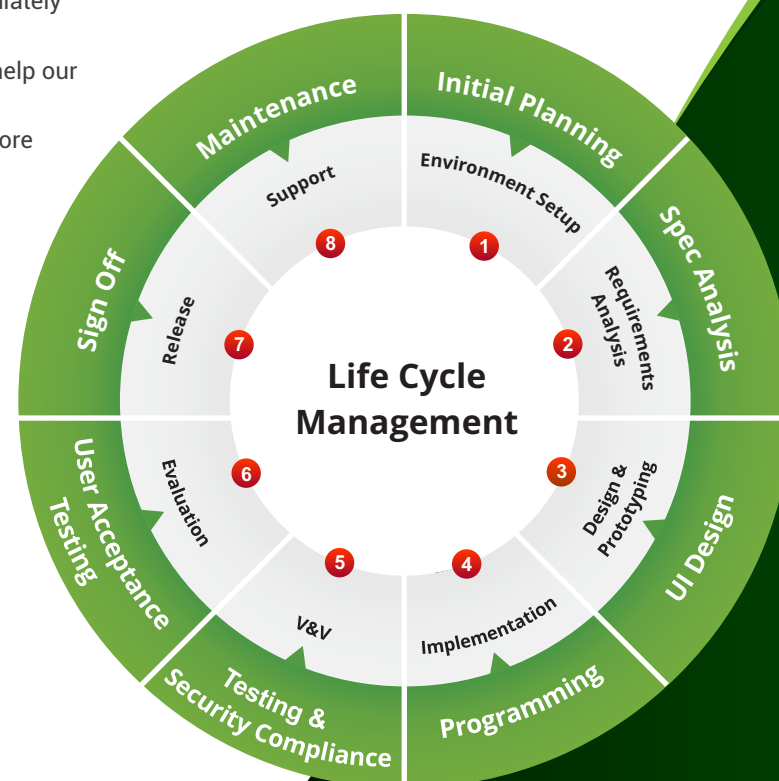 help our
Initial Planning
Environment Setup
1
Spec Analysis
Requirements
Analysis
2
UI Design
Design &
Prototyping
3
Programming
Implementation
4
Testing &
Security Compliance
V&V
5
User Acceptance
Testing
Evaluation
6
Sign Off
Release
7
Maintenance
Support
8
Life Cycle
Management